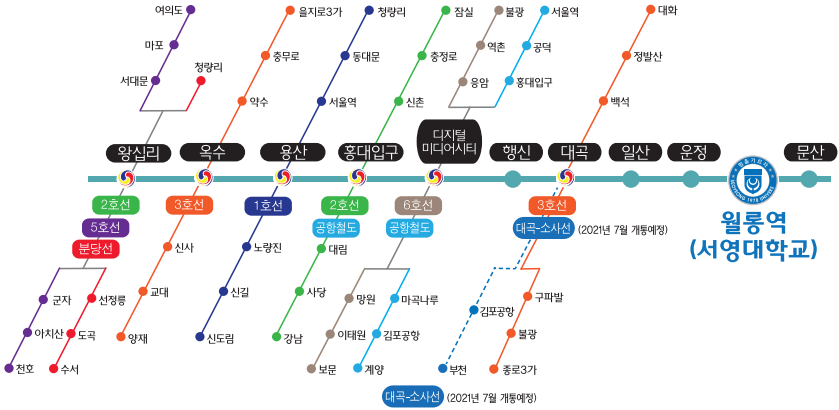 여의도
을지로3가
청량리
잠실
불광
서울역
대화
마포
청량리
충무로
동대문
충정로
역촌
공덕
정발산
서대문
약수
서울역
신촌
응암
홍대입구
백석
왕십리
옥수
용산
홍대입구
디지털
미디어시티
행신
대곡
일산
운정
문산
2호선
5호선
분당선
3호선
1호선
2호선
공항철도
6호선
공항철도
3호선
대곡-소사선 (2021년 7월 개통예정)
월롱역
(서영대학교)
신사
노량진
대림
군자
선정릉
교대
신길
사당
망원
마곡나루
구파발
아치산
도곡
양재
신도림
강남
이태원
김포공항
김포공항
불광
천호
수서
보문
계양
부천
종로3가
대곡-소사선 (2021년 7월 개통예정)